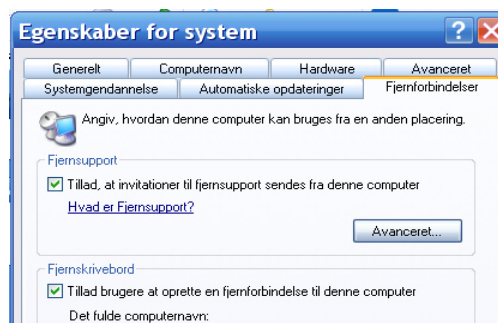 Egenskaber for system
Generelt Computernavn Hardware Avanceret
Systemgendannelse Automatiske opdateringer Fjernforbindelser
Angiv, hvordan denne computer kan bruges fra en anden placering.
Fjernsupport
Tillad, at invitationer til fjernsupport sendes fra denne computer
Hvad er Fjernsupport?
Avanceret...
Fjernskrivebord
Tillad brugere at oprette en fjernforbindelse til denne computer
Det fulde computernavn: